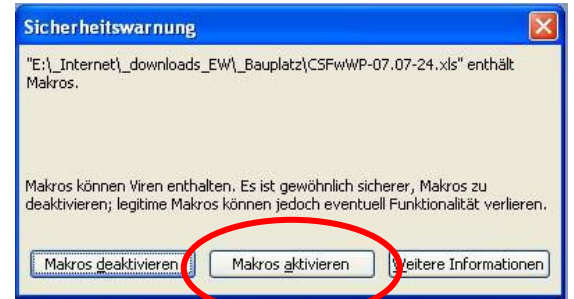 Sicherheitswarnung
"E:\_Internet\_downloads_EW\_Bauplatz\CSFwWP-07.07-24.xls" enthält
Makros.
Makros können Viren enthalten. Es ist gewöhnlich sicherer, Makros zu
deaktivieren; legitime Makros können jedoch eventuell Funktionalität verlieren.
Makros deaktivieren Makros aktivieren Weitere Informationen